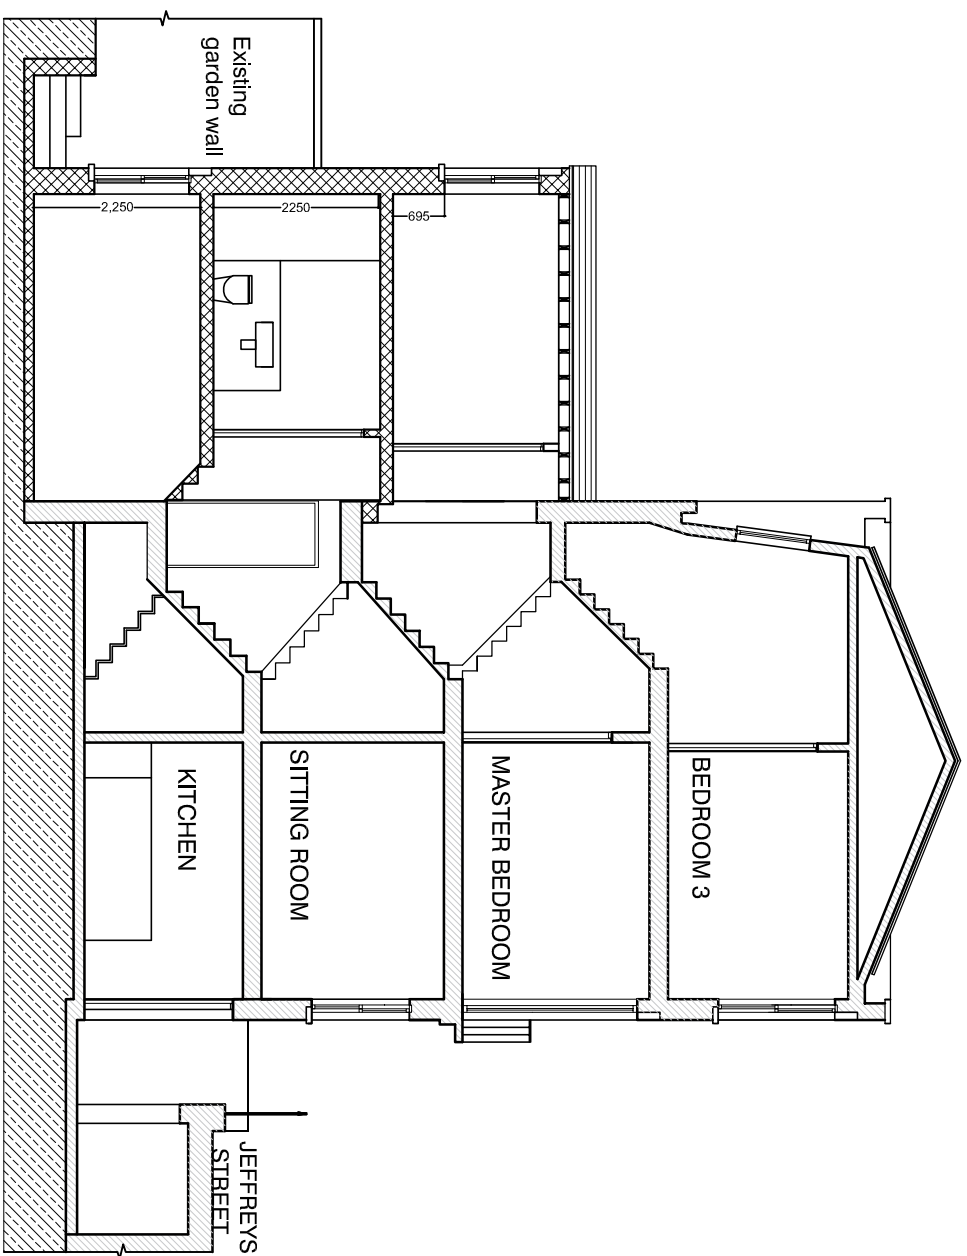 Existing
garden wall
2,250
2250
695
BEDROOM 3
MASTER BEDROOM
SITTING ROOM
KITCHEN
JEFFREYS
STREET